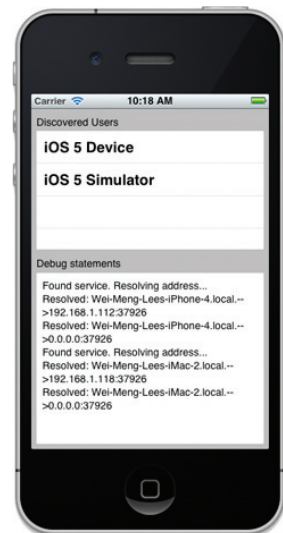 Carrier 10:18 AM
Discovered Users
iOS 5 Device
iOS 5 Simulator
Debug statements
Found service. Resolving address...
Resolved: Wei-Meng-Lees-iPhone-4.local.--
>192.168.1.112:37926
Resolved: Wei-Meng-Lees-iPhone-4.local.--
>0.0.0.0:37926
Found service. Resolving address...
Resolved: Wei-Meng-Lees-iMac-2.local.--
>192.168.1.118:37926
Resolved: Wei-Meng-Lees-iMac-2.local.--
>0.0.0.0:37926